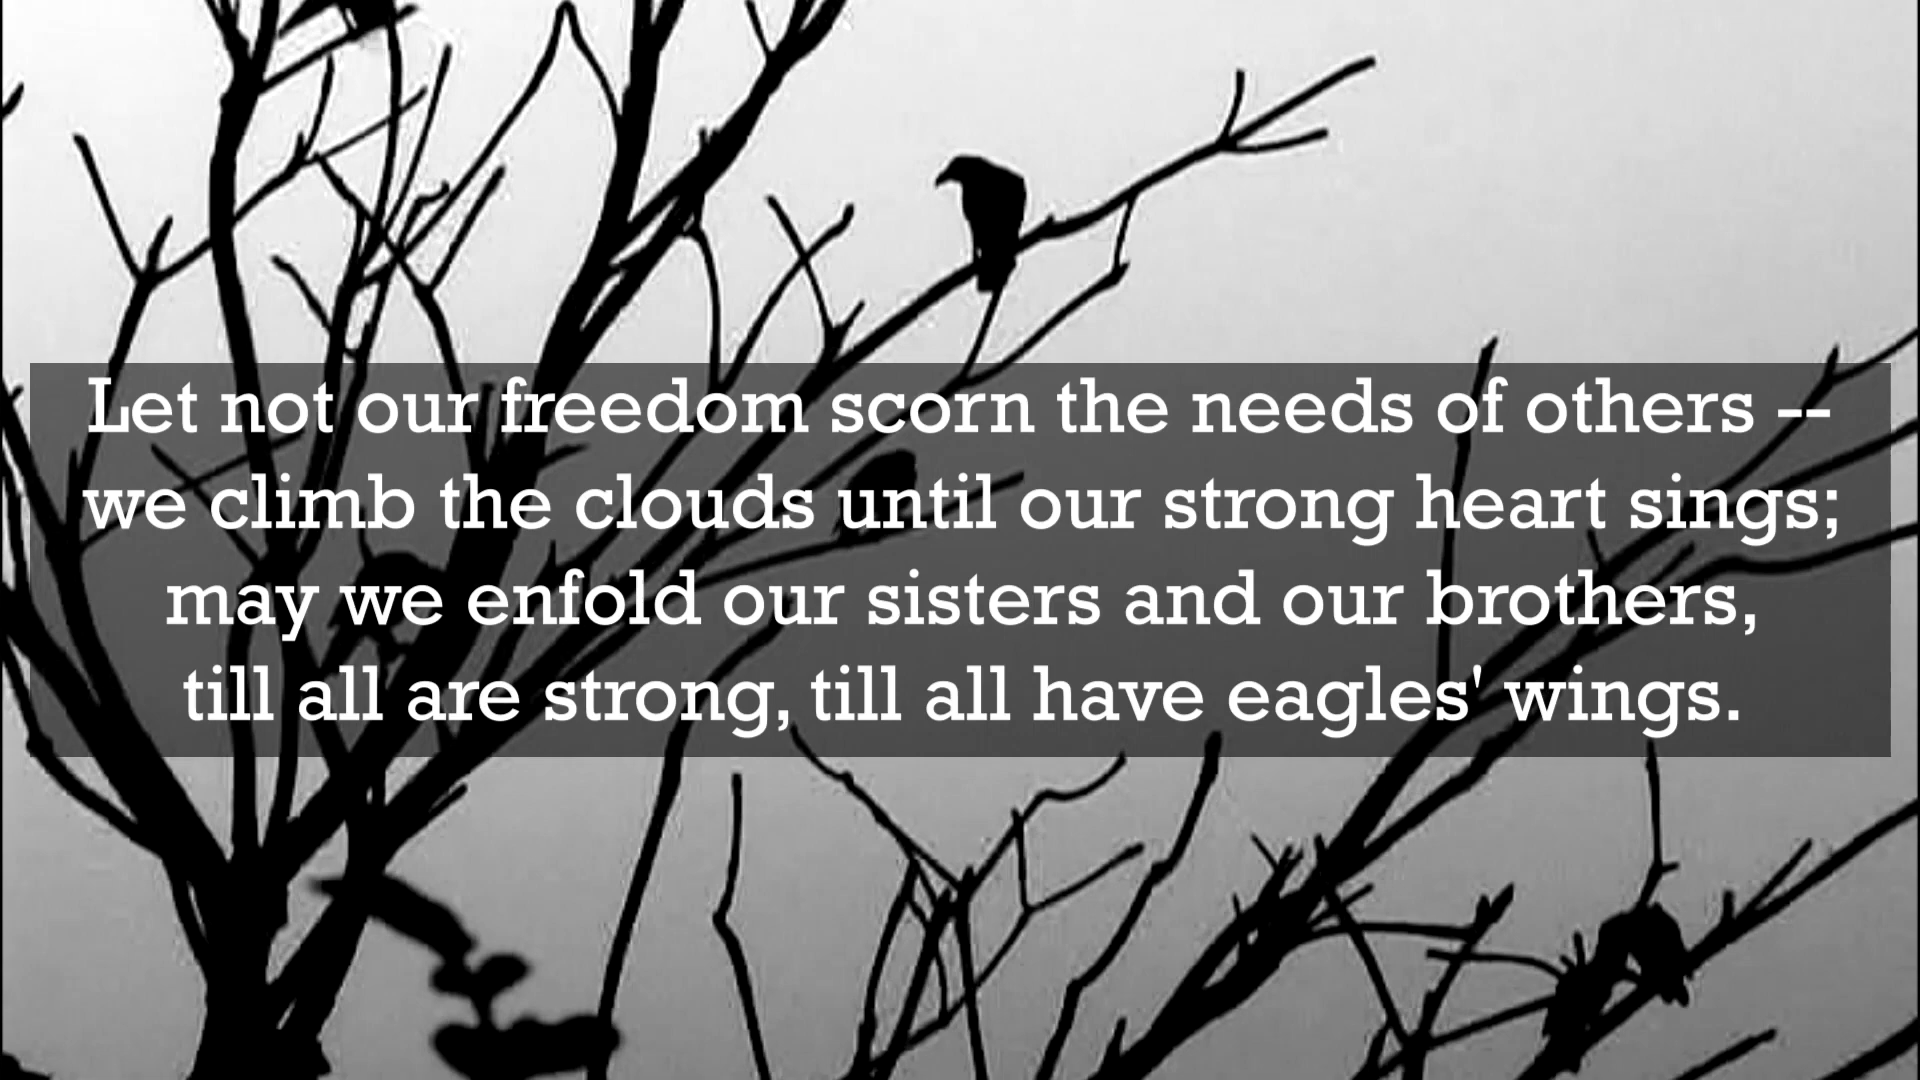 Let not our freedom scorn the needs of others --
we climb the clouds until our strong heart sings;
may we enfold our sisters and our brothers,
till all are strong, till all have eagles' wings.